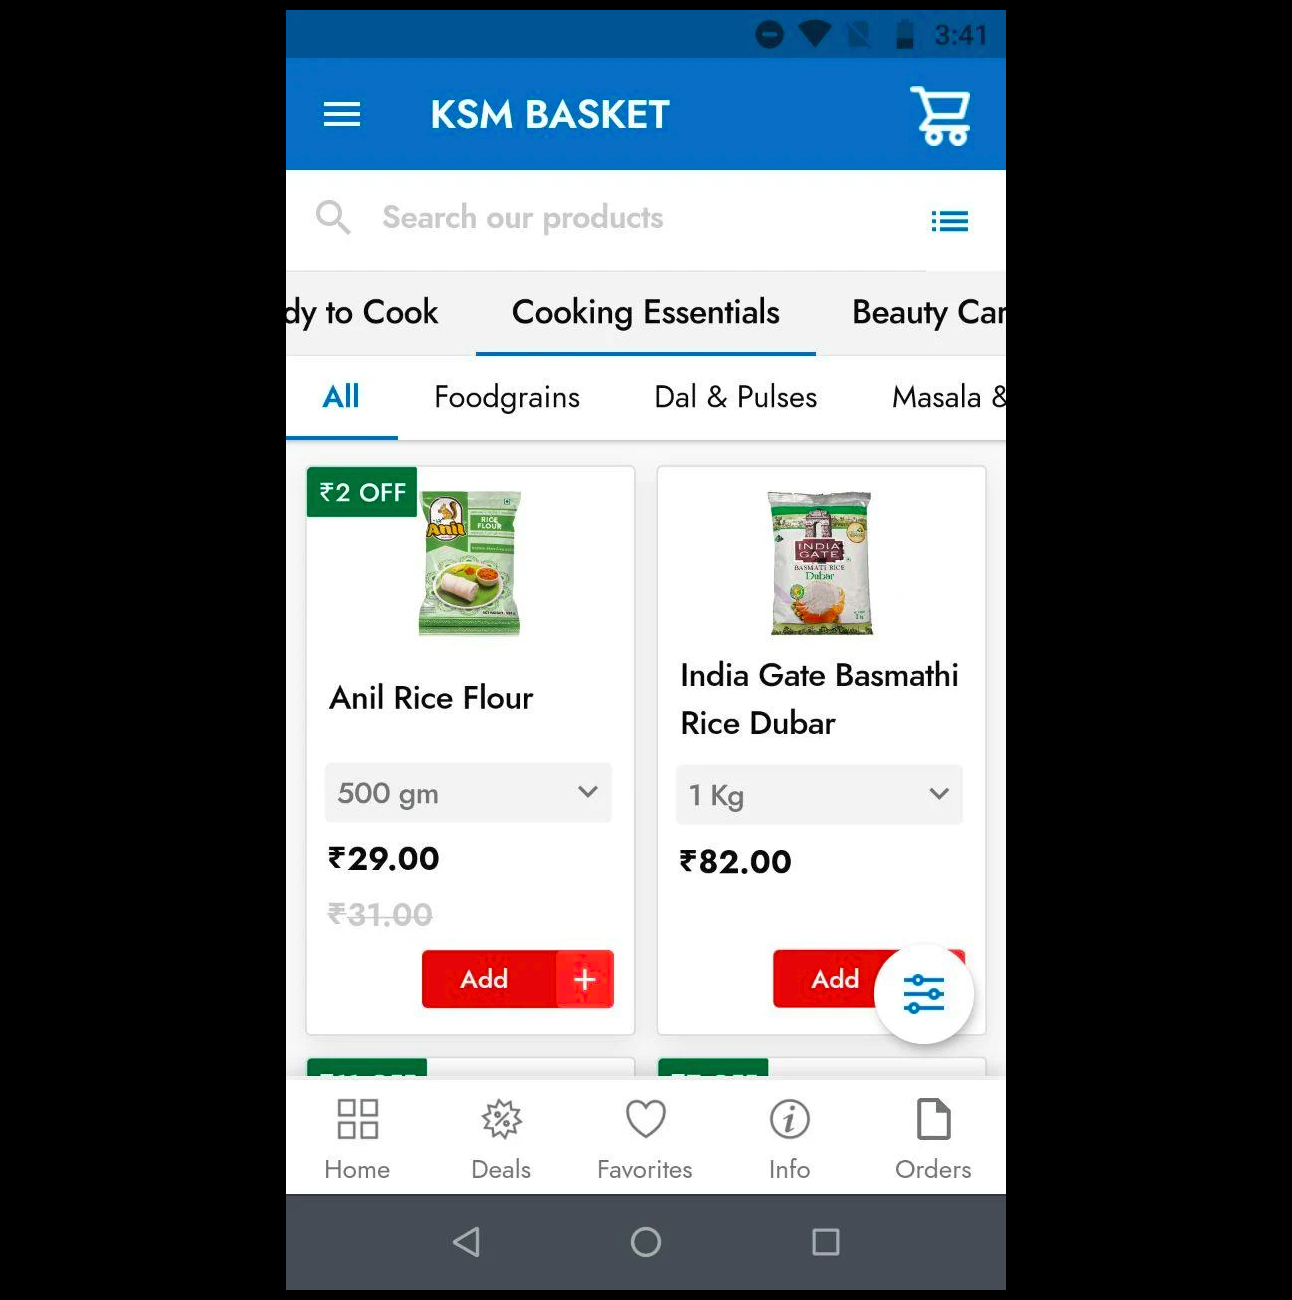 3:41
KSM BASKET
Search our products
dy to Cook Cooking Essentials Beauty Car
All Foodgrains Dal & Pulses Masala &
₹2 OFF
Anil
RICE
FLOUR
INDIA
GATE
BASMATI RICE
Dubar
Anil Rice Flour
India Gate Basmathi
Rice Dubar
500 gm
1 Kg
₹29.00
₹82.00
₹31.00
Add +
Add
Home Deals Favorites Info Orders